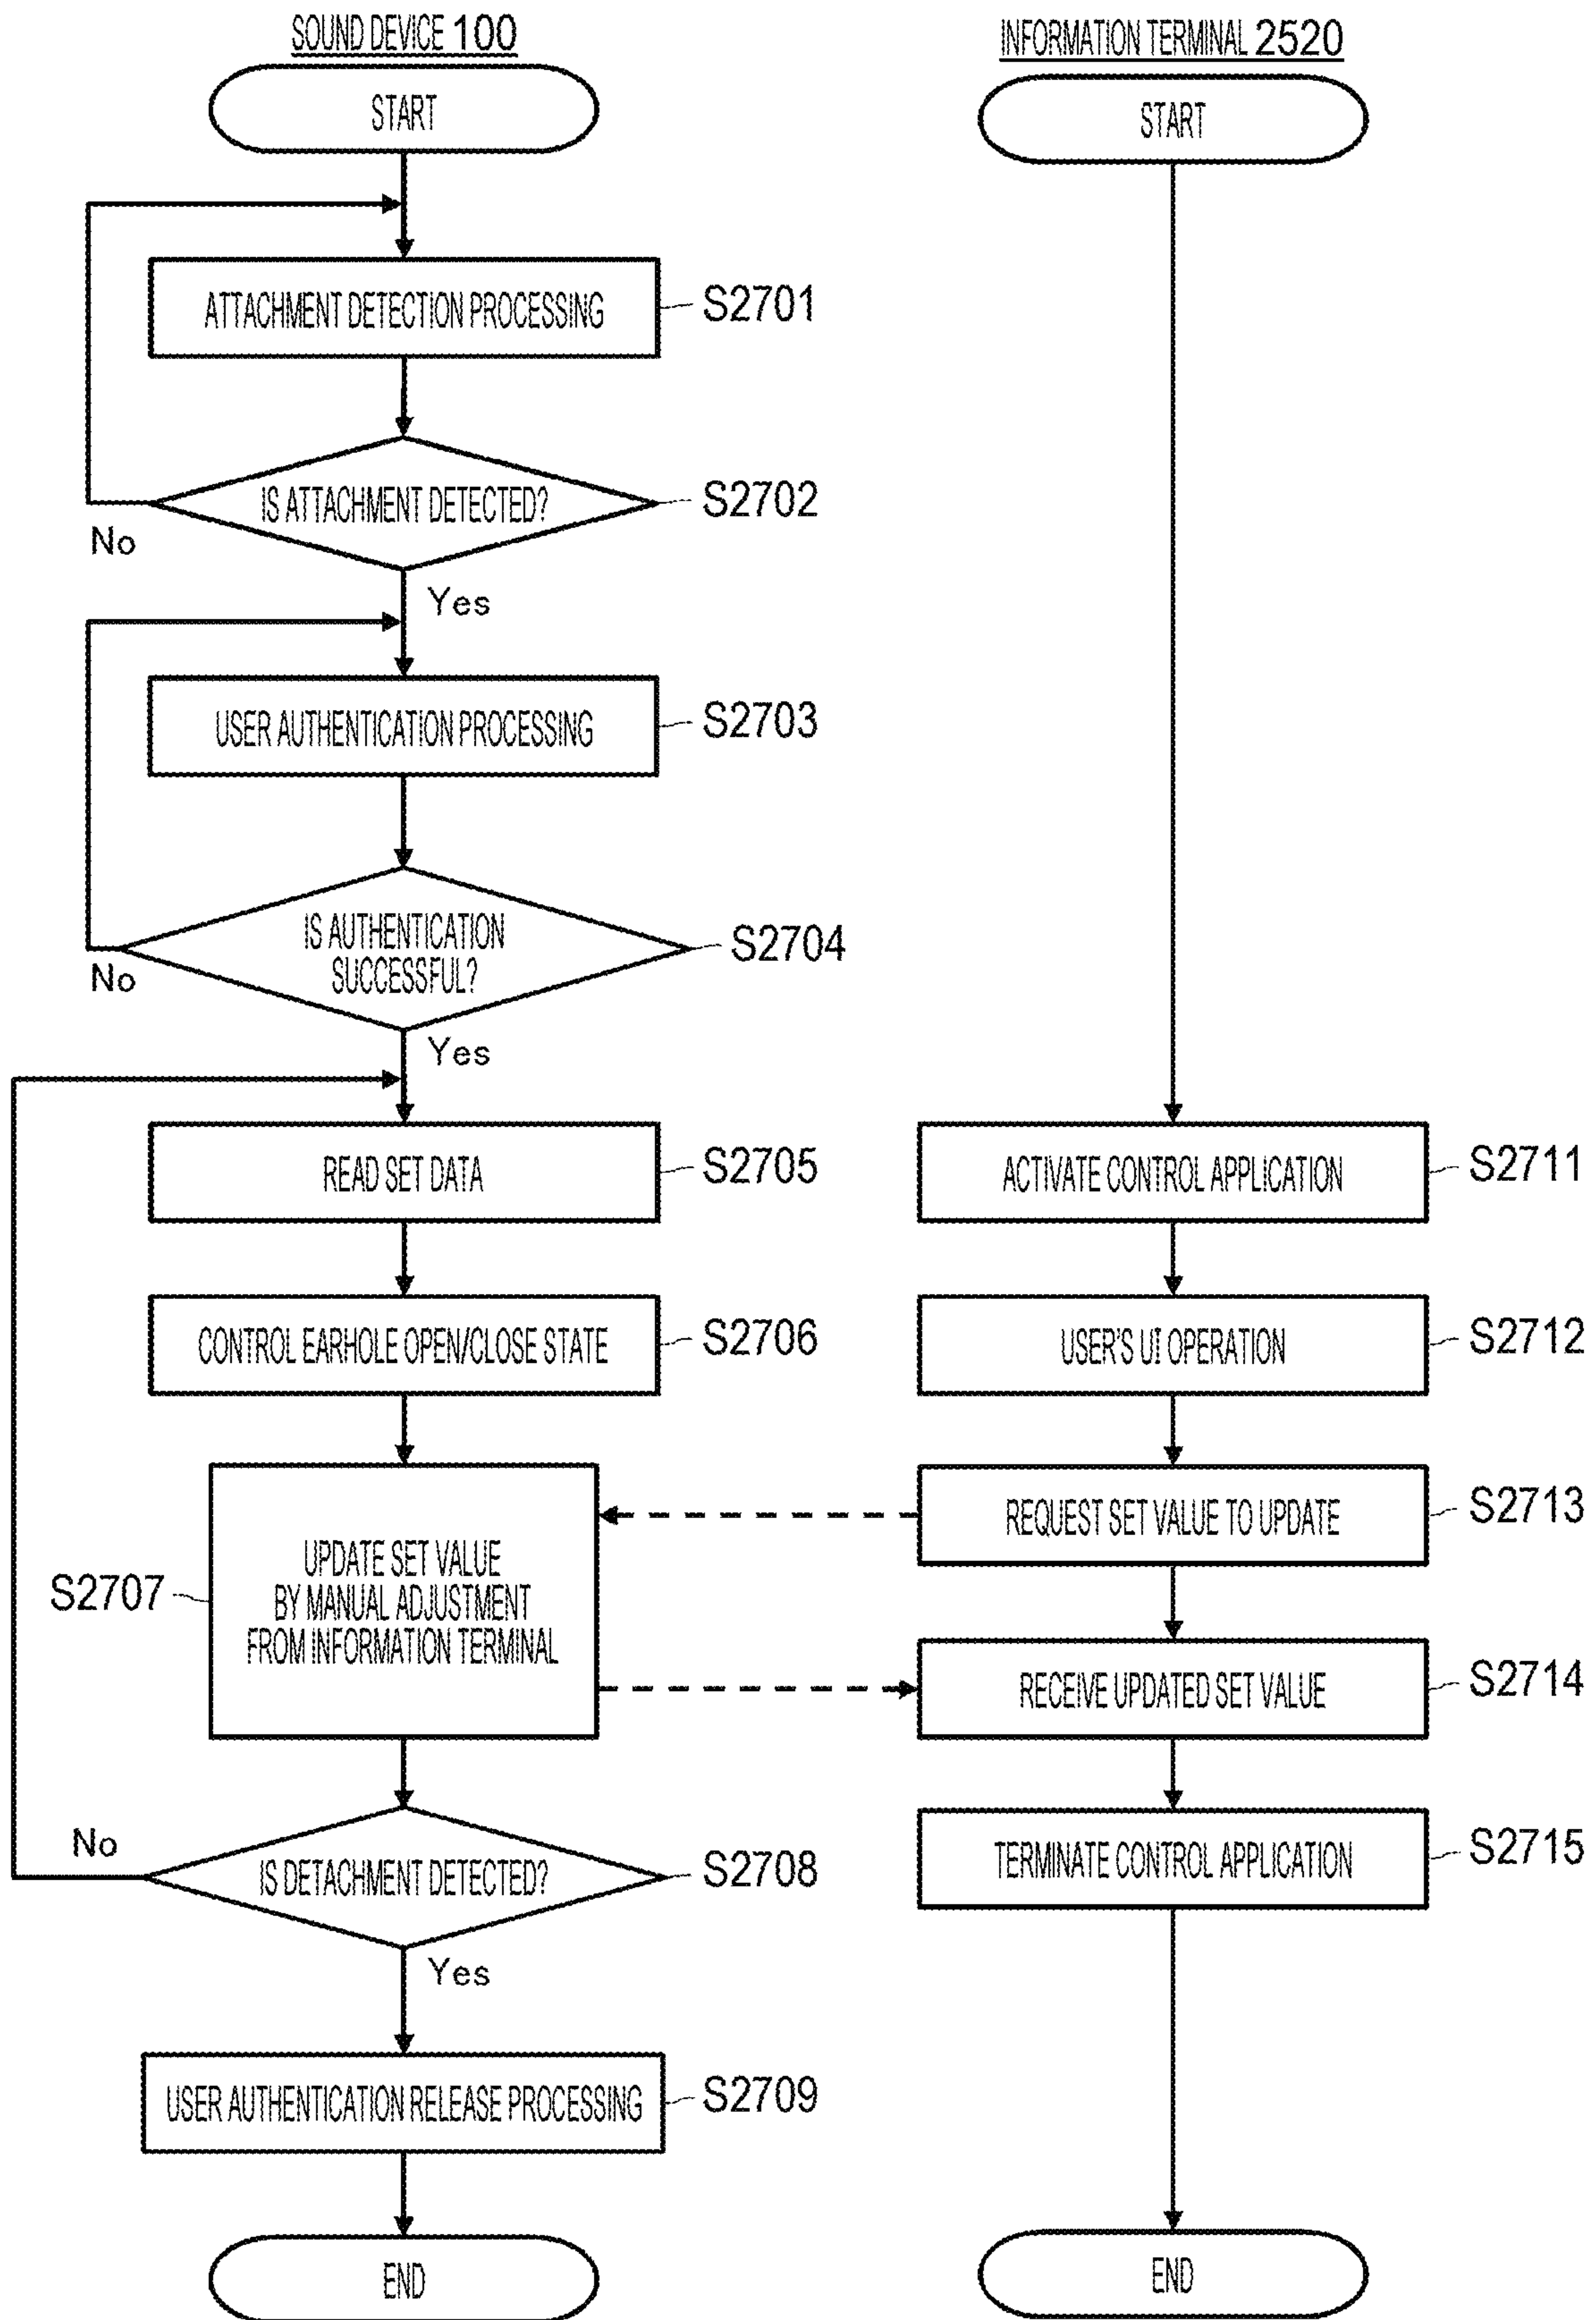 SOUND DEVICE 100
START
ATTACHMENT DETECTION PROCESSING
S2701
IS ATTACHMENT DETECTED?
S2702
No
Yes
USER AUTHENTICATION PROCESSING
S2703
IS AUTHENTICATION
SUCCESSFUL?
S2704
No
Yes
READ SET DATA
S2705
CONTROL EARHOLE OPEN/CLOSE STATE
S2706
UPDATE SET VALUE
BY MANUAL ADJUSTMENT
FROM INFORMATION TERMINAL
S2707
IS DETACHMENT DETECTED?
S2708
No
Yes
USER AUTHENTICATION RELEASE PROCESSING
S2709
END
INFORMATION TERMINAL 2520
START
ACTIVATE CONTROL APPLICATION
S2711
USER'S UI OPERATION
S2712
REQUEST SET VALUE TO UPDATE
S2713
RECEIVE UPDATED SET VALUE
S2714
TERMINATE CONTROL APPLICATION
S2715
END